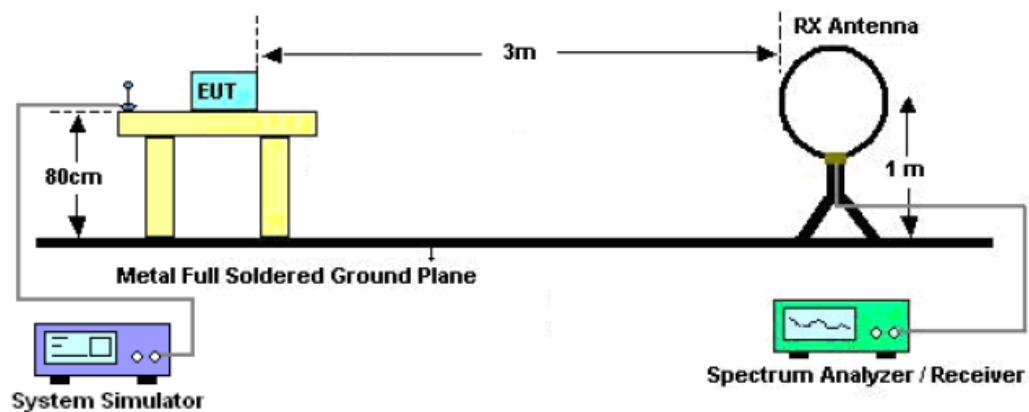 RX Antenna
3m
EUT
80cm
1 m
Metal Full Soldered Ground Plane
System Simulator
Spectrum Analyzer / Receiver